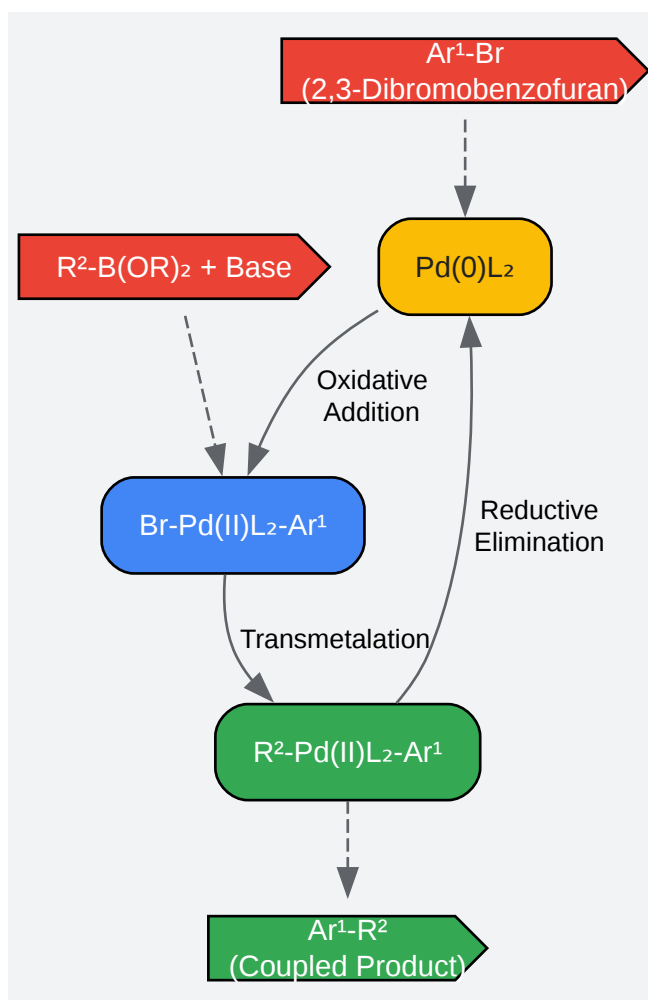 Ar¹-Br
(2,3-Dibromobenzofuran)
R²-B(OR)₂ + Base
Pd(0)L₂
Oxidative
Addition
Br-Pd(II)L₂-Ar¹
Reductive
Elimination
Transmetalation
R²-Pd(II)L₂-Ar¹
Ar¹-R²
(Coupled Product)